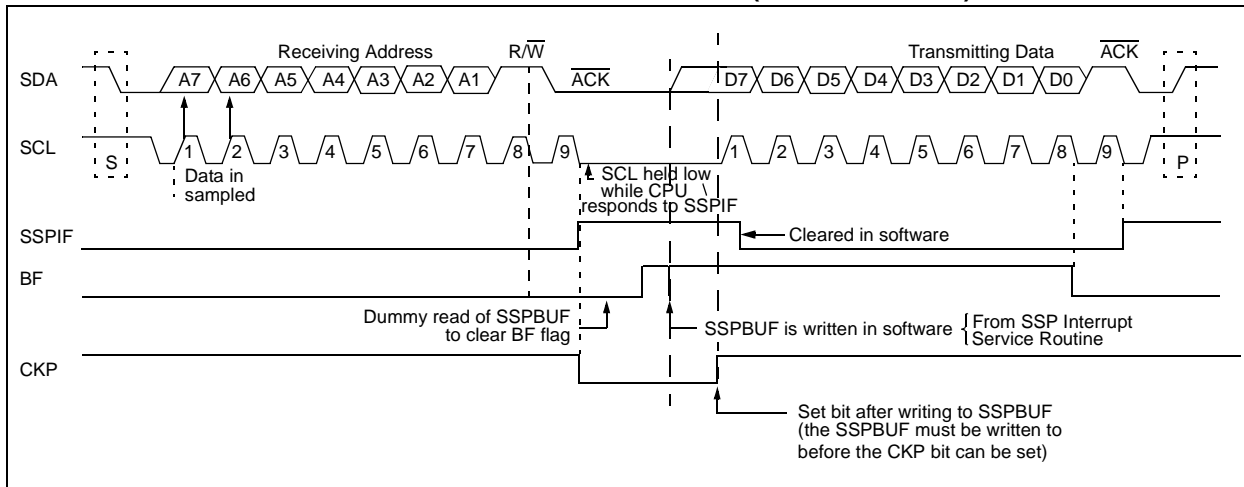 Receiving Address R/W Transmitting Data ACK
SDA A7 A6 A5 A4 A3 A2 A1 ACK D7 D6 D5 D4 D3 D2 D1 D0
SCL S 1 2 3 4 5 6 7 8 9 1 2 3 4 5 6 7 8 9 P
Data in
sampled
SCL held low
while CPU
responds to SSPIF
SSPIF
Cleared in software
BF
Dummy read of SSPBUF
to clear BF flag
SSPBUF is written in software
From SSP Interrupt
Service Routine
CKP
Set bit after writing to SSPBUF
(the SSPBUF must be written to
before the CKP bit can be set)